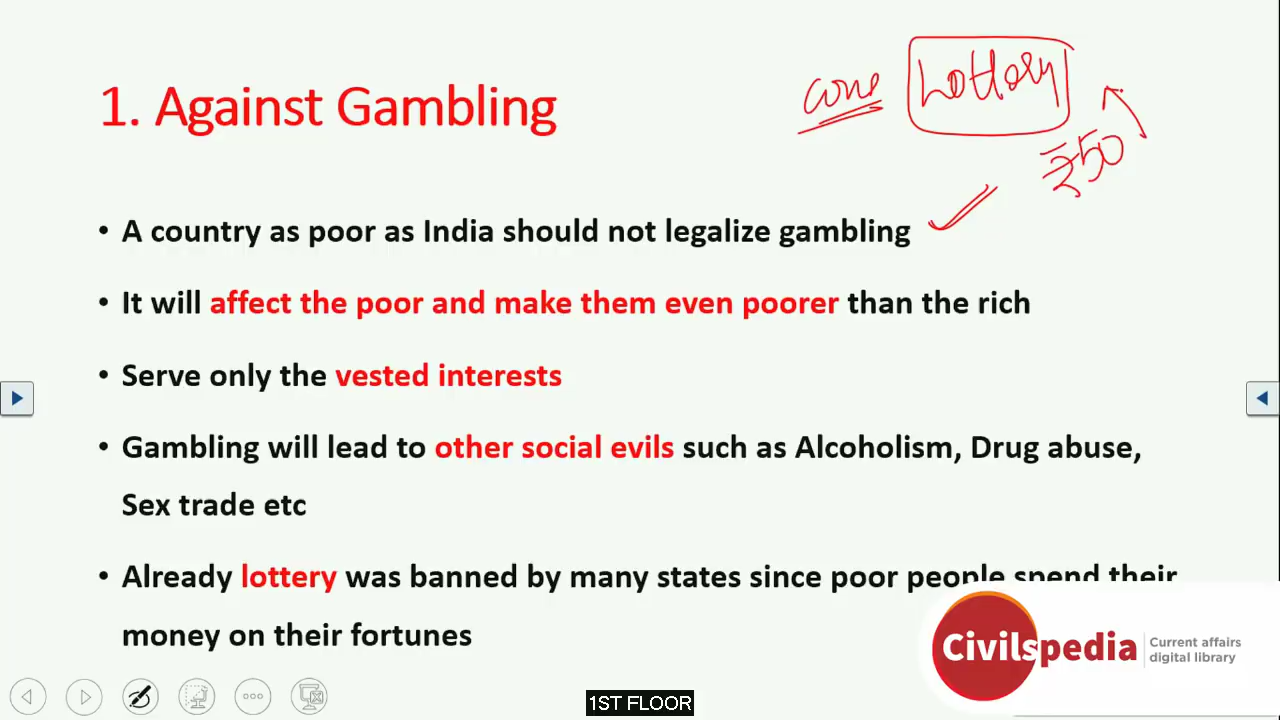 1. Against Gambling
Lottory
₹50
• A country as poor as India should not legalize gambling
• It will affect the poor and make them even poorer than the rich
• Serve only the vested interests
• Gambling will lead to other social evils such as Alcoholism, Drug abuse,
Sex trade etc
• Already lottery was banned by many states since poor people spend their
money on their fortunes
Civilspedia
Current affairs
digital library
1ST FLOOR